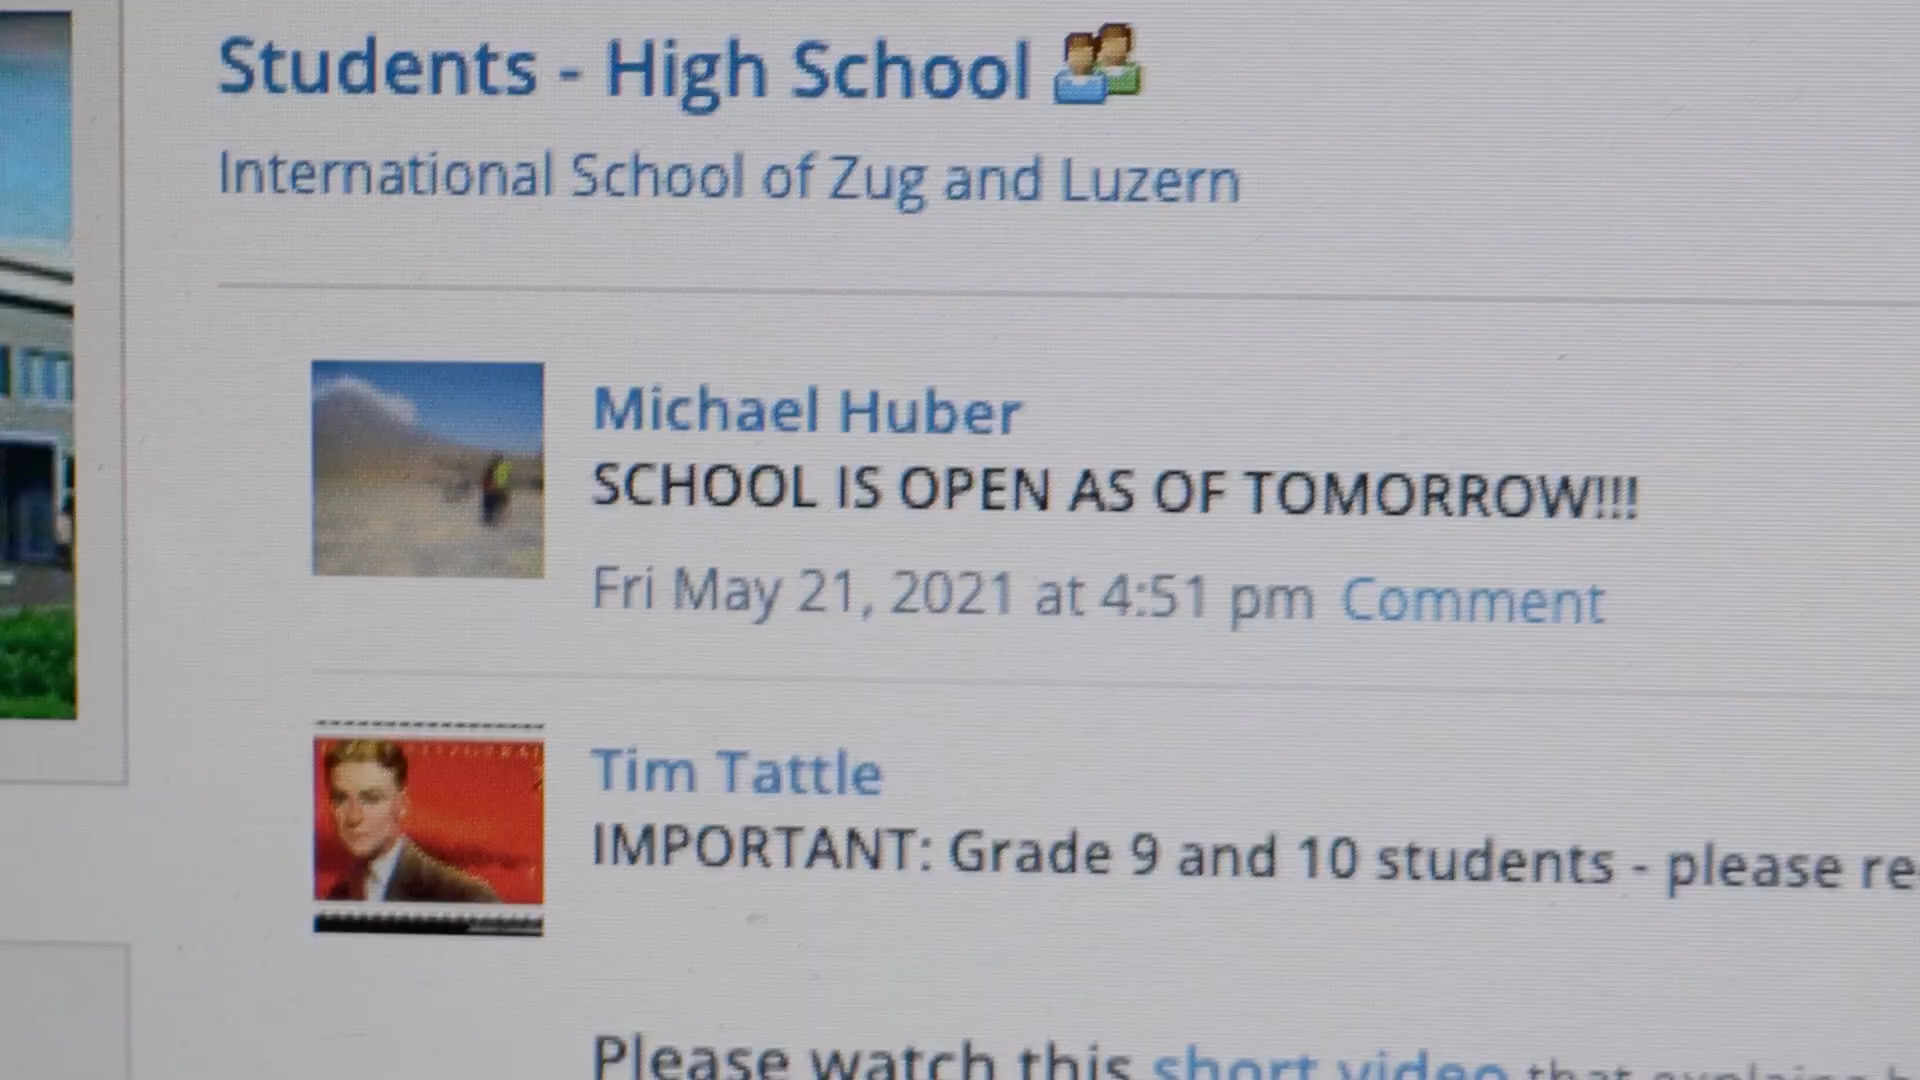 Students - High School
International School of Zug and Luzern
Michael Huber
SCHOOL IS OPEN AS OF TOMORROW!!!
Fri May 21, 2021 at 4:51 pm Comment
Tim Tattle
IMPORTANT: Grade 9 and 10 students - please re
Please watch this short video that explains